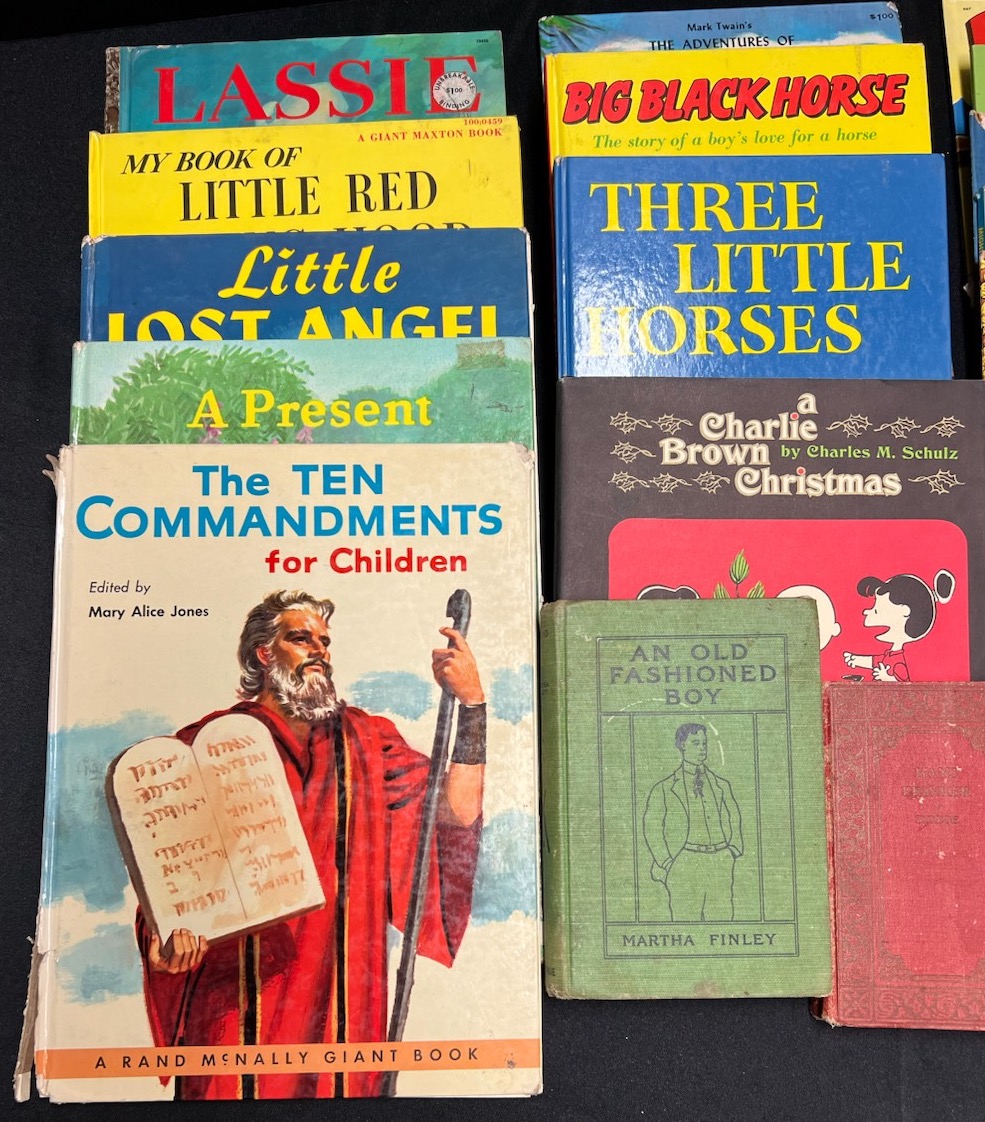 LASSIE
UNBREAKABLE
$1.00
BINDING
100:0459
A GIANT MAXTON BOOK
MY BOOK OF
LITTLE RED
Little
LOST ANGEL
A Present
The TEN
COMMANDMENTS
for Children
Edited by
Mary Alice Jones
A RAND McNALLY GIANT BOOK
Mark Twain's
$1.00
THE ADVENTURES OF
BIG BLACK HORSE
The story of a boy's love for a horse
THREE
LITTLE
HORSES
a
Charlie
Brown by Charles M. Schulz
Christmas
AN OLD
FASHIONED
BOY
MARTHA FINLEY